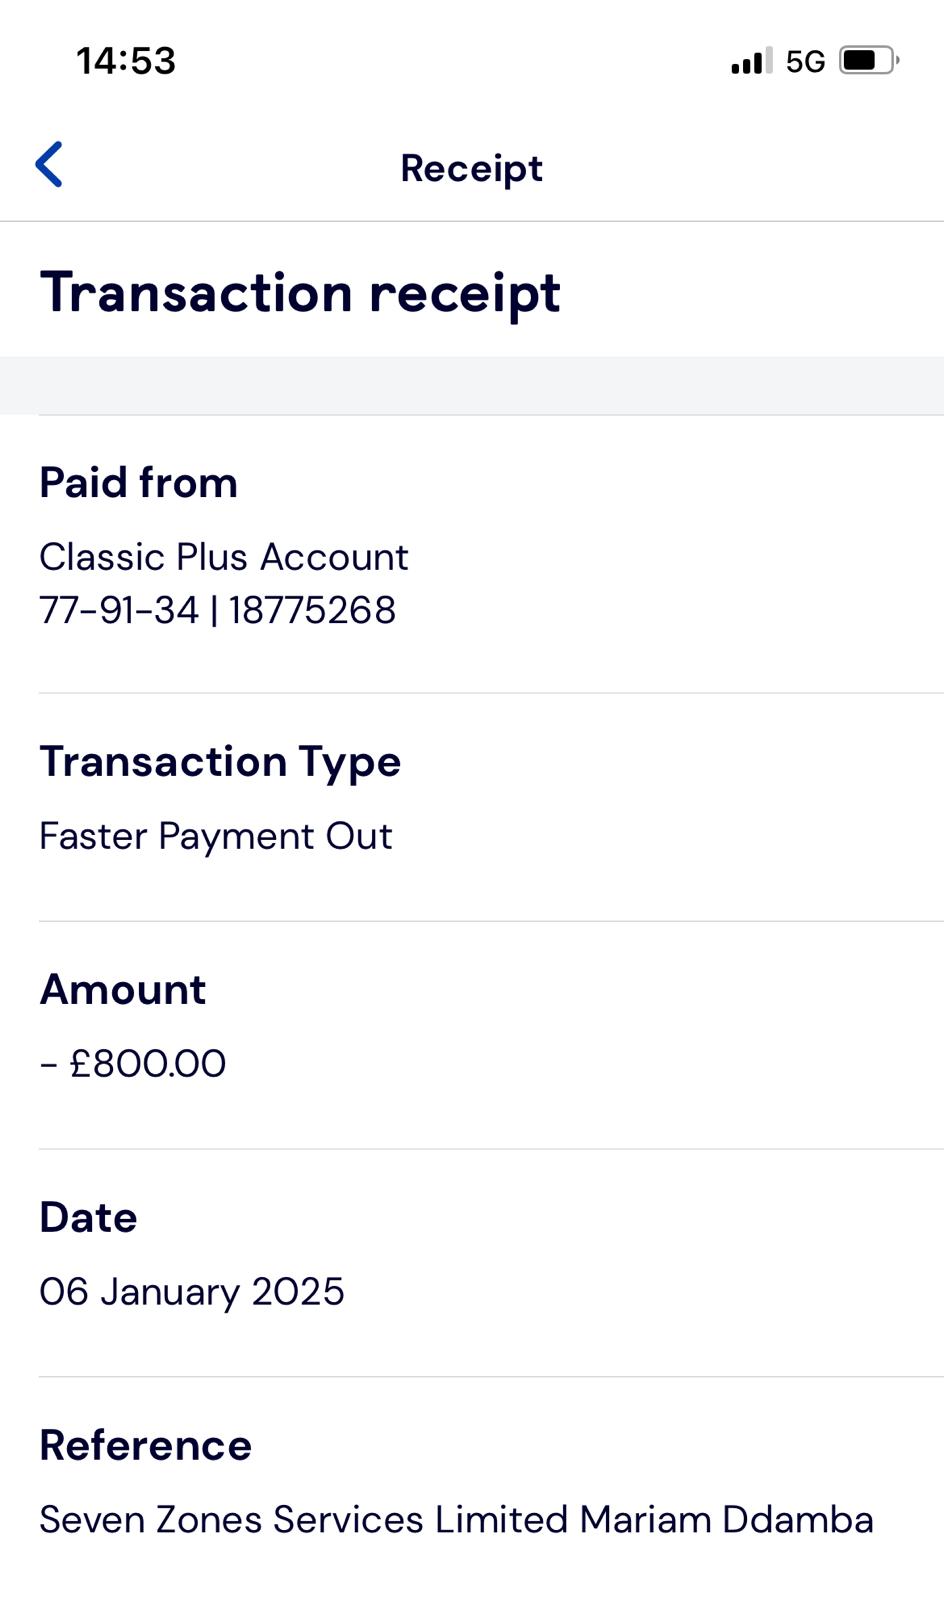 14:53
5G
Receipt
Transaction receipt
Paid from
Classic Plus Account
77-91-34 | 18775268
Transaction Type
Faster Payment Out
Amount
- £800.00
Date
06 January 2025
Reference
Seven Zones Services Limited Mariam Ddamba